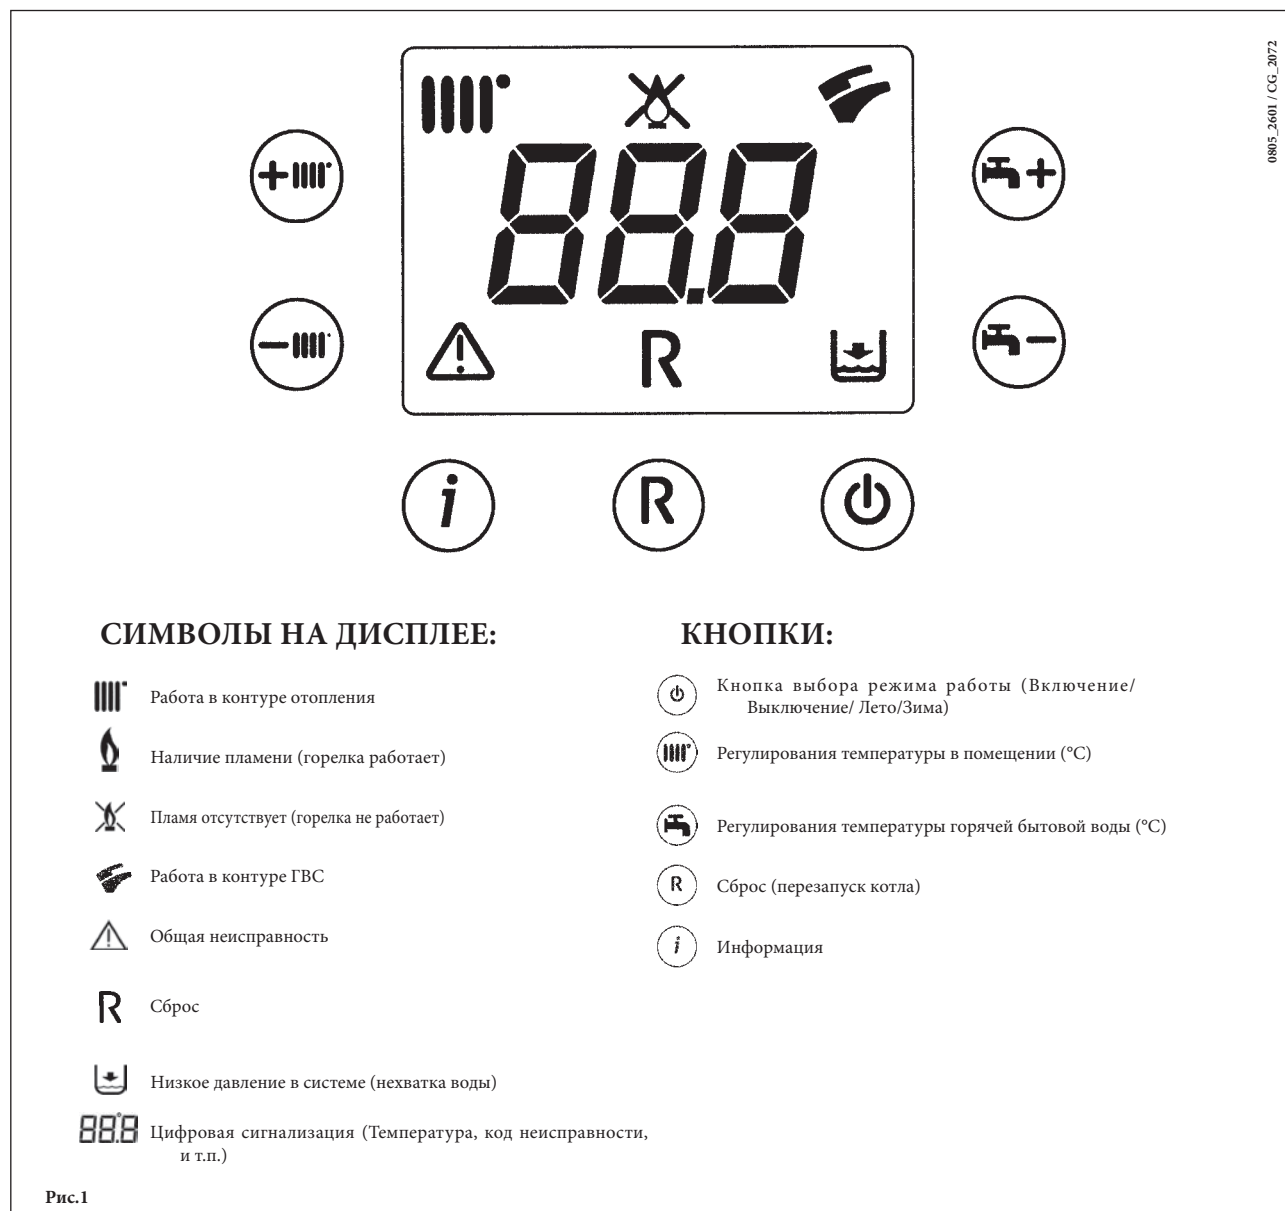 0805_2601 / CG_2072
88.8
R
i
R
СИМВОЛЫ НА ДИСПЛЕЕ:
Работа в контуре отопления
Наличие пламени (горелка работает)
Пламя отсутствует (горелка не работает)
Работа в контуре ГВС
Общая неисправность
R Сброс
Низкое давление в системе (нехватка воды)
88.8 Цифровая сигнализация (Температура, код неисправности,
и т.п.)
КНОПКИ:
Кнопка выбора режима работы (Включение/
Выключение/ Лето/Зима)
Регулирования температуры в помещении (°C)
Регулирования температуры горячей бытовой воды (°C)
R Сброс (перезапуск котла)
i Информация
Рис.1